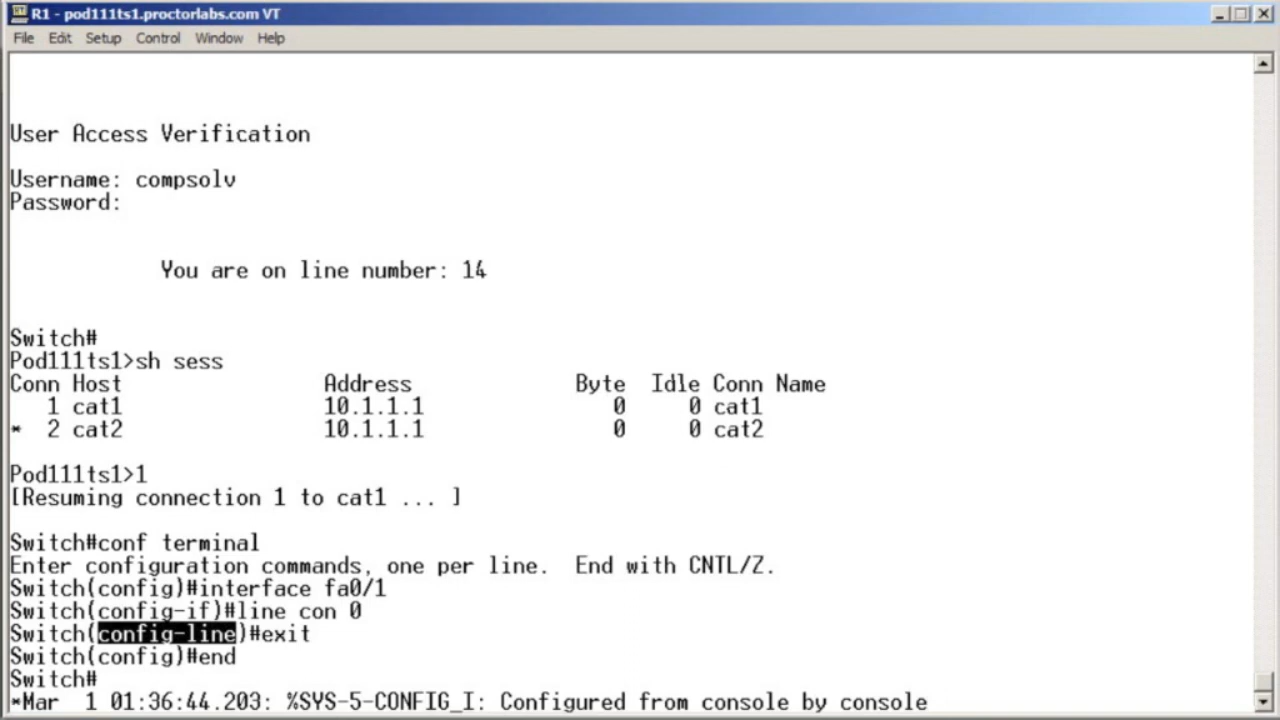 R1 - pod111ts1.proctorlabs.com VT
File Edit Setup Control Window Help
User Access Verification
Username: compsolv
Password:
You are on line number: 14
Switch#
Pod111ts1>sh sess
Conn Host Address Byte Idle Conn Name
1 cat1 10.1.1.1 0 0 cat1
* 2 cat2 10.1.1.1 0 0 cat2
Pod111ts1>1
[Resuming connection 1 to cat1 ... ]
Switch#conf terminal
Enter configuration commands, one per line. End with CNTL/Z.
Switch(config)#interface fa0/1
Switch(config-if)#line con 0
Switch(config-line)#exit
Switch(config)#end
Switch#
*Mar 1 01:36:44.203: %SYS-5-CONFIG_I: Configured from console by console